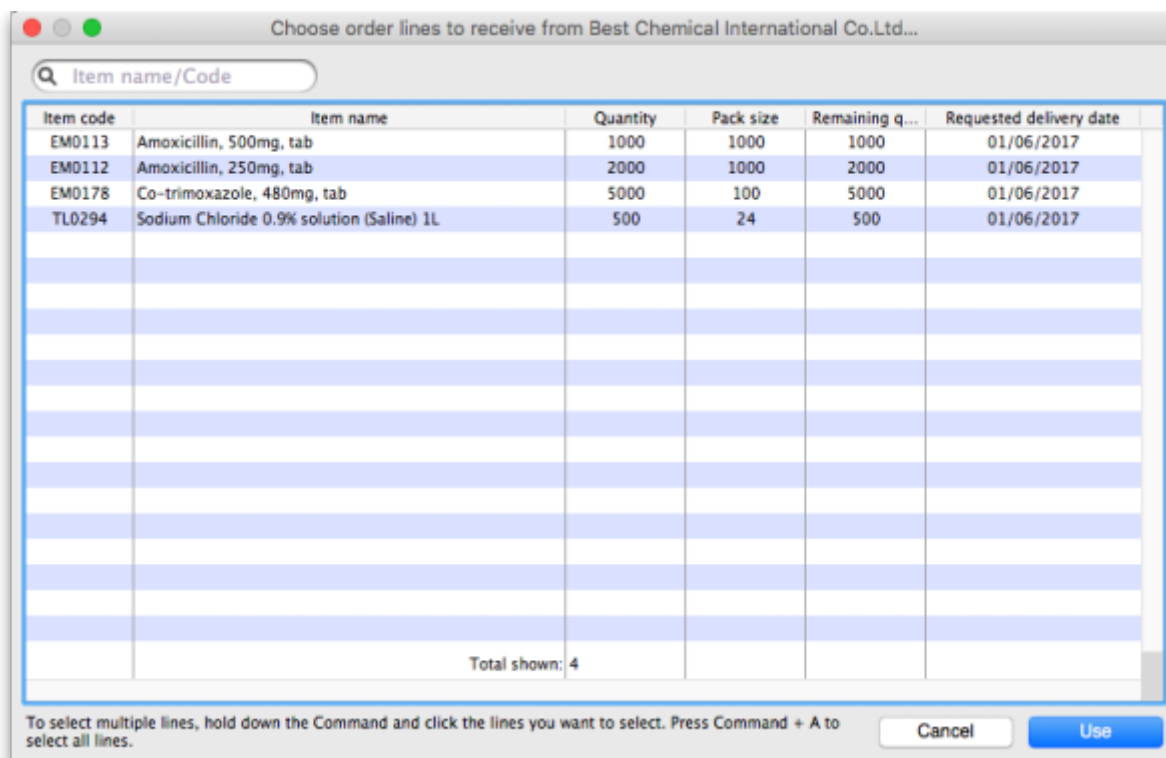 Choose order lines to receive from Best Chemical International Co.Ltd...
Item name/Code
Item code Item name Quantity Pack size Remaining q... Requested delivery date
EM0113 Amoxicillin, 500mg, tab 1000 1000 1000 01/06/2017
EM0112 Amoxicillin, 250mg, tab 2000 1000 2000 01/06/2017
EM0178 Co-trimoxazole, 480mg, tab 5000 100 5000 01/06/2017
TL0294 Sodium Chloride 0.9% solution (Saline) 1L 500 24 500 01/06/2017
Total shown: 4
To select multiple lines, hold down the Command and click the lines you want to select. Press Command + A to
select all lines.
Cancel Use